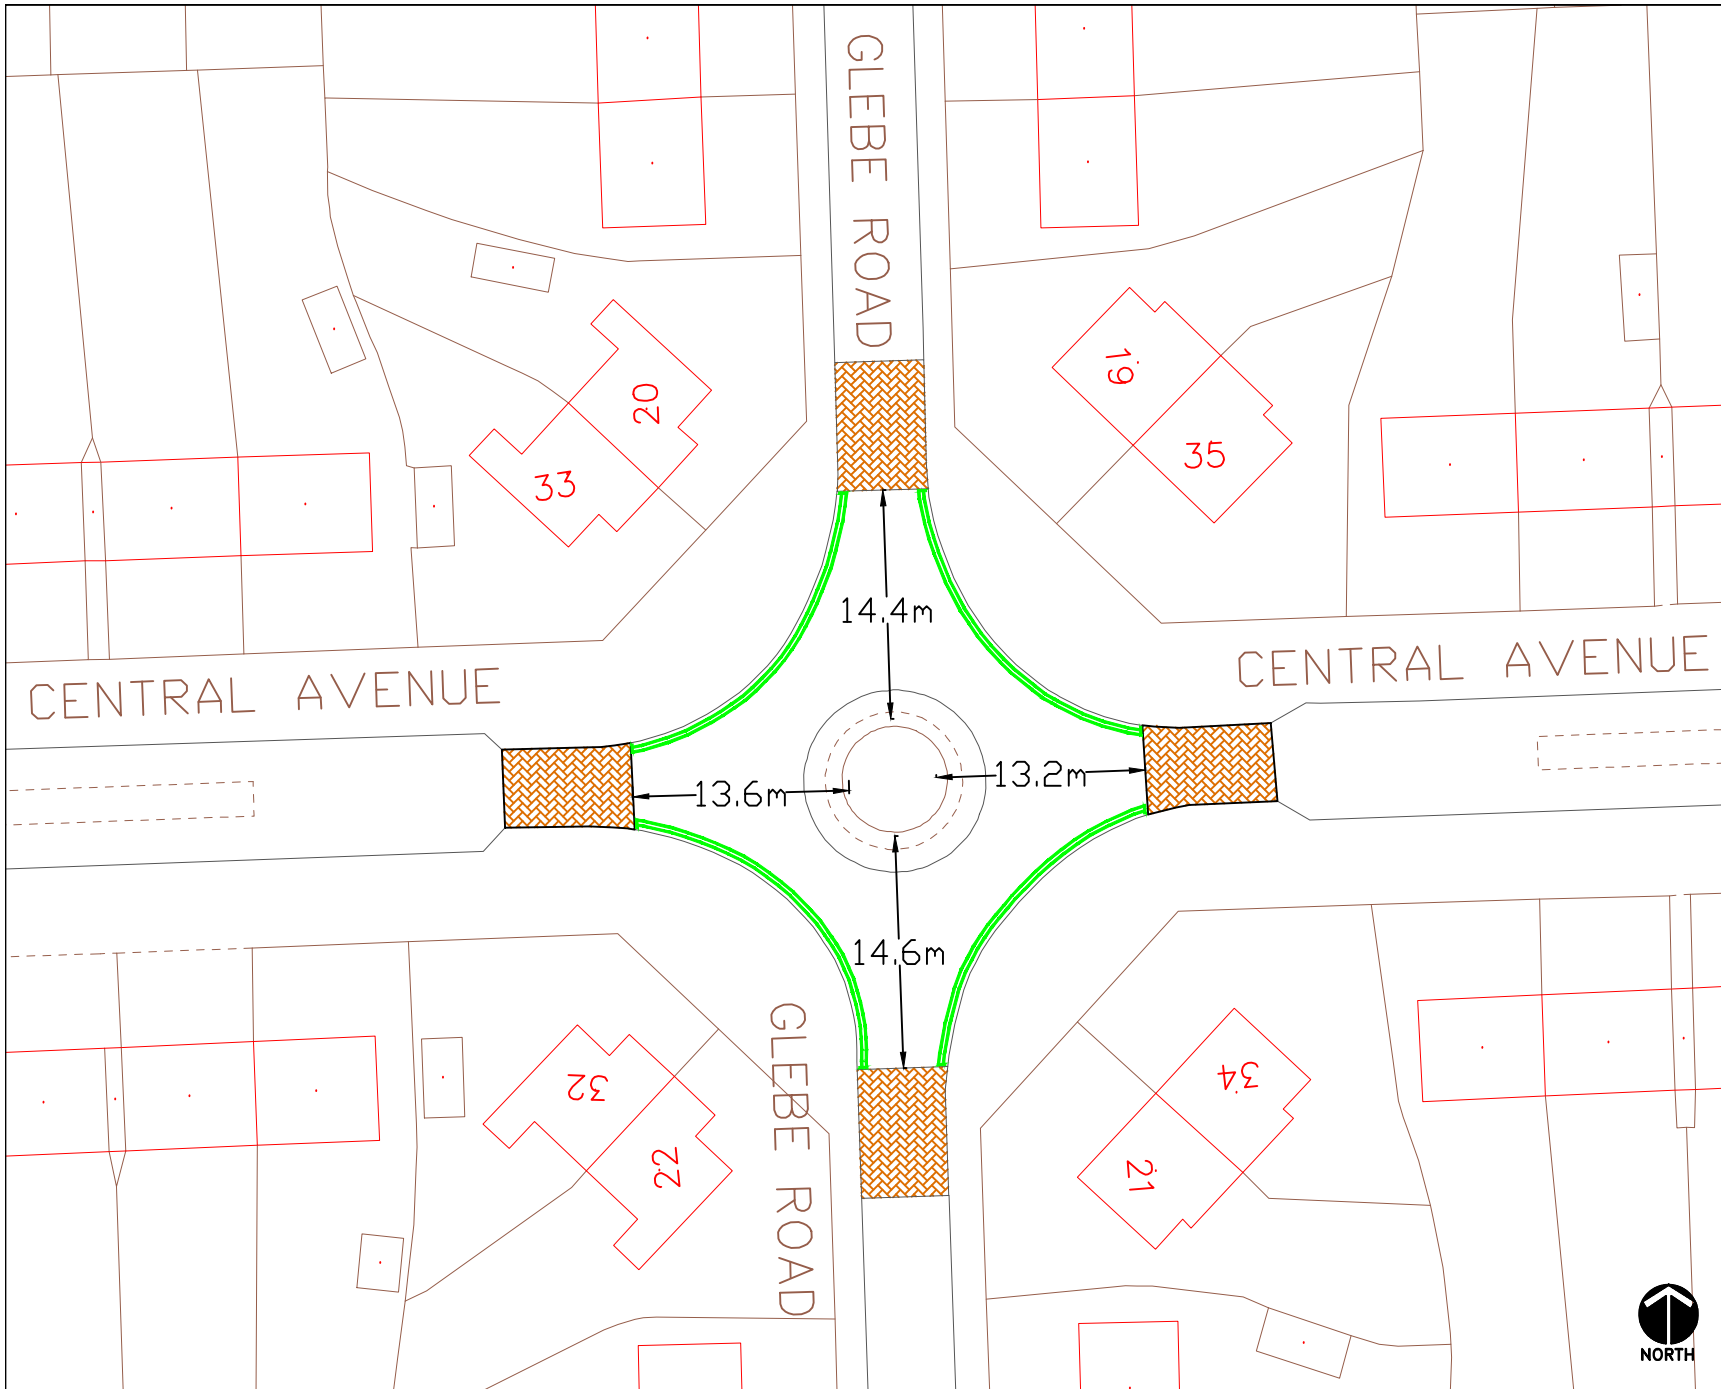 GLEBE ROAD
20
19
33
35
14.4m
CENTRAL AVENUE
CENTRAL AVENUE
13.6m
13.2m
14.6m
GLEBE ROAD
32
34
22
21
NORTH